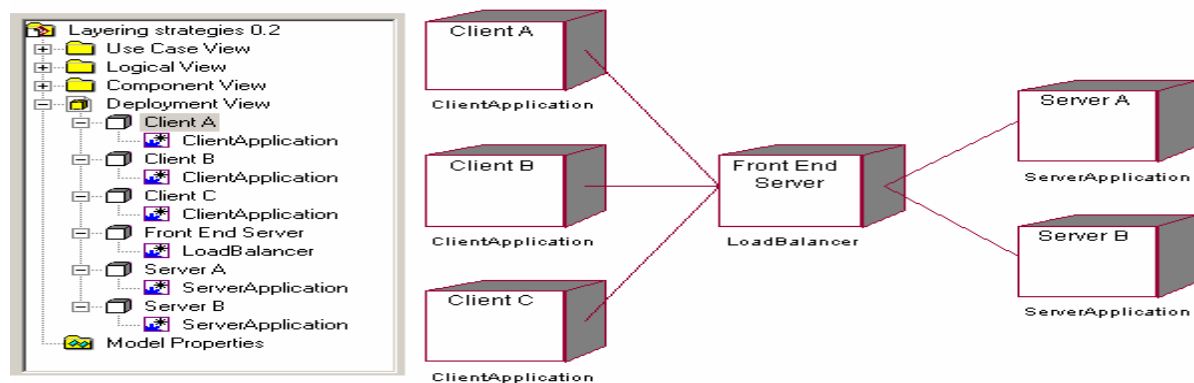 Layering strategies 0.2
Use Case View
Logical View
Component View
Deployment View
Client A
ClientApplication
Client B
ClientApplication
Client C
ClientApplication
Front End Server
LoadBalancer
Server A
ServerApplication
Server B
ServerApplication
Model Properties
Client A
ClientApplication
Client B
ClientApplication
Client C
ClientApplication
Front End
Server
LoadBalancer
Server A
ServerApplication
Server B
ServerApplication